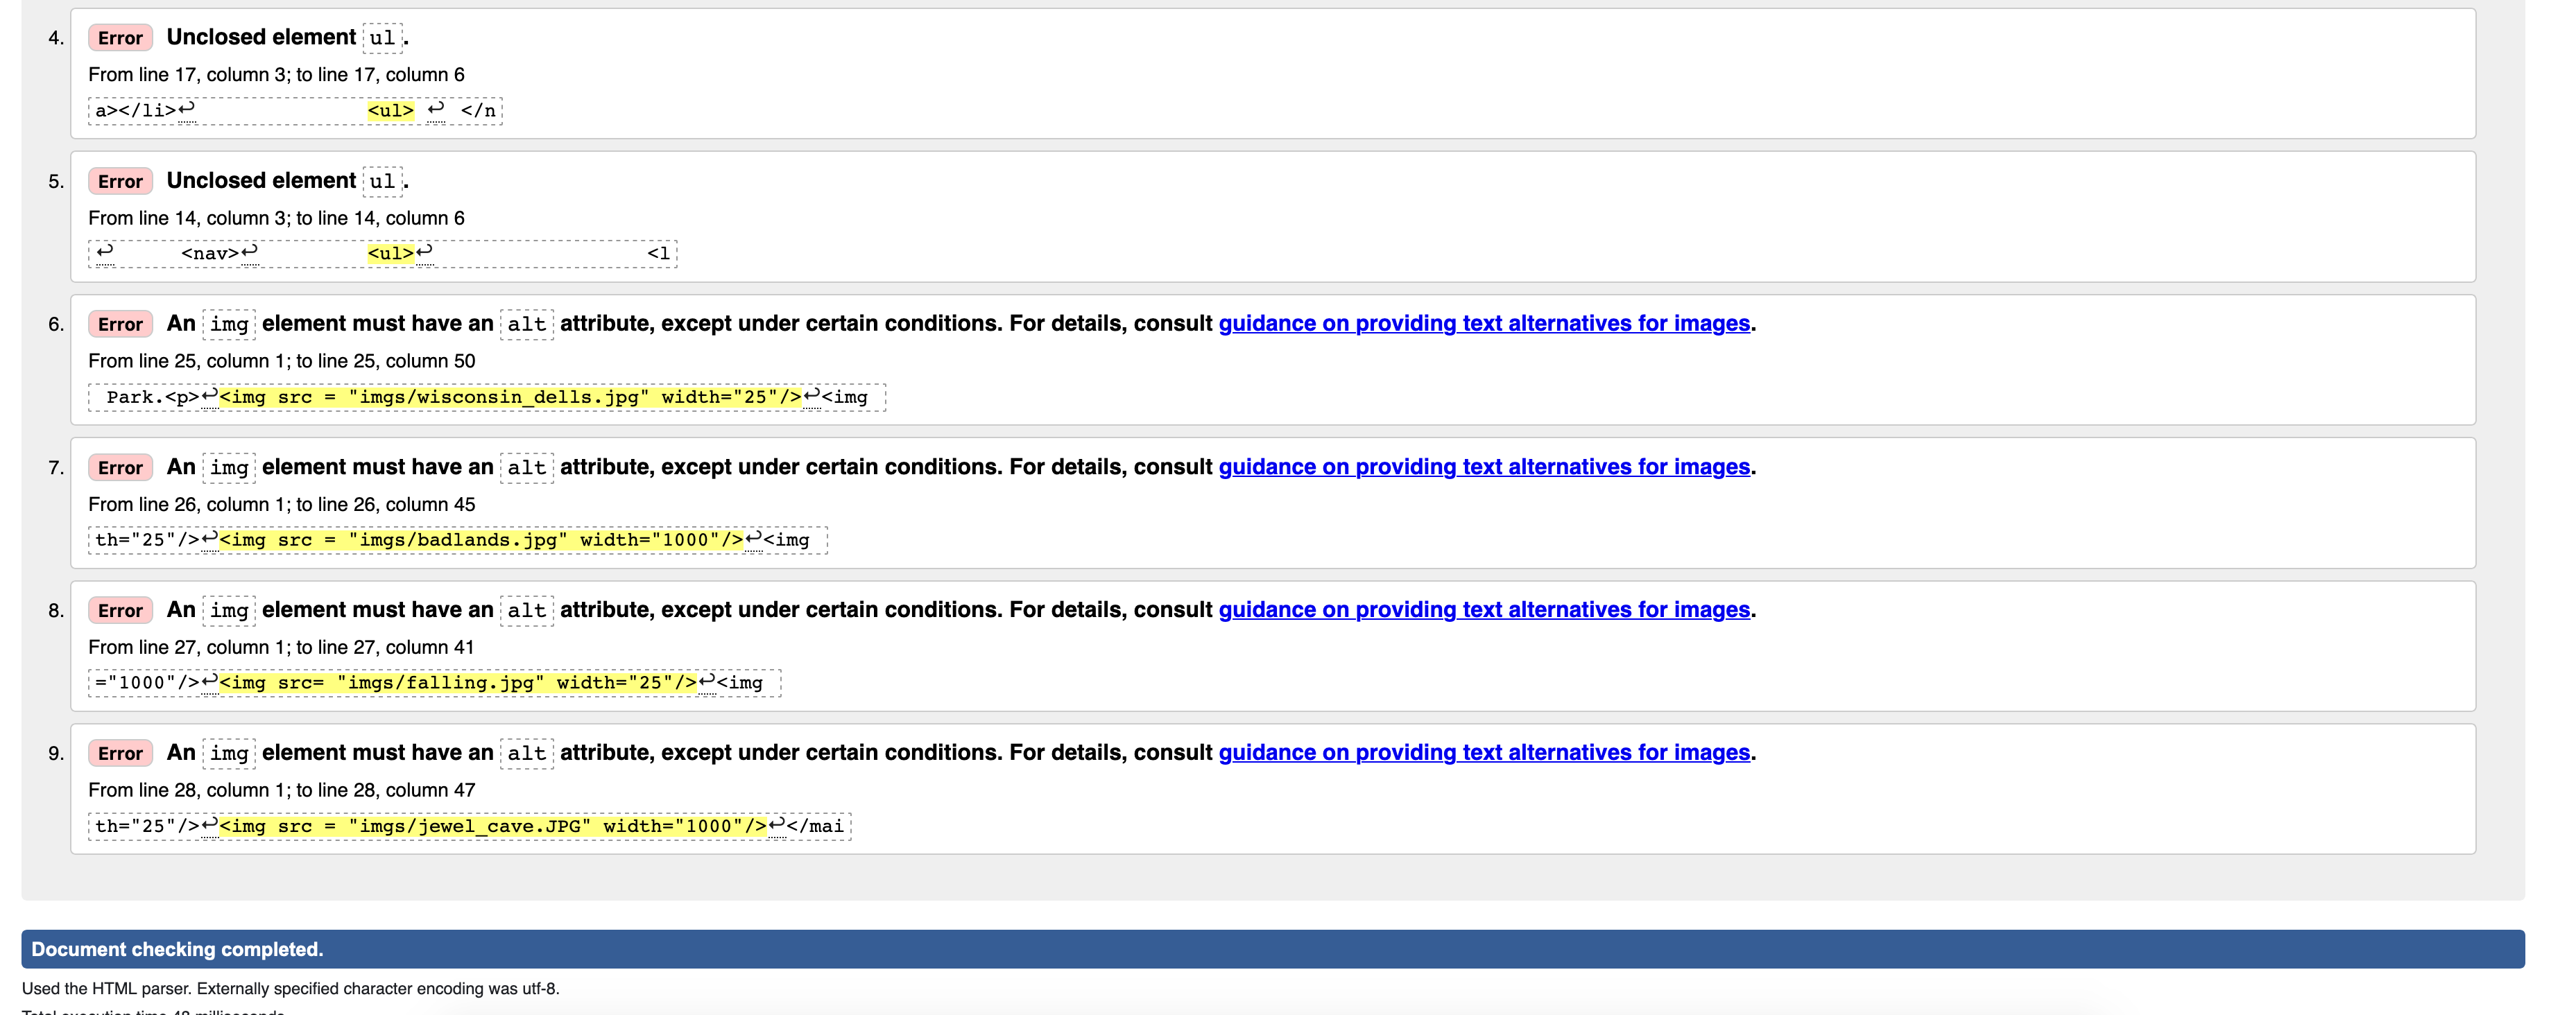 4. Error Unclosed element ul.
From line 17, column 3; to line 17, column 6
a></li>↩ <ul> ↩ </n
5. Error Unclosed element ul.
From line 14, column 3; to line 14, column 6
↩ <nav>↩ <ul>↩ <l
6. Error An img element must have an alt attribute, except under certain conditions. For details, consult guidance on providing text alternatives for images.
From line 25, column 1; to line 25, column 50
Park.<p>↩<img src = "imgs/wisconsin_dells.jpg" width="25"/>↩<img
7. Error An img element must have an alt attribute, except under certain conditions. For details, consult guidance on providing text alternatives for images.
From line 26, column 1; to line 26, column 45
th="25"/>↩<img src = "imgs/badlands.jpg" width="1000"/>↩<img
8. Error An img element must have an alt attribute, except under certain conditions. For details, consult guidance on providing text alternatives for images.
From line 27, column 1; to line 27, column 41
="1000"/>↩<img src= "imgs/falling.jpg" width="25"/>↩<img
9. Error An img element must have an alt attribute, except under certain conditions. For details, consult guidance on providing text alternatives for images.
From line 28, column 1; to line 28, column 47
th="25"/>↩<img src = "imgs/jewel_cave.JPG" width="1000"/>↩</mai
Document checking completed.
Used the HTML parser. Externally specified character encoding was utf-8.
Total execution time 48 milliseconds.